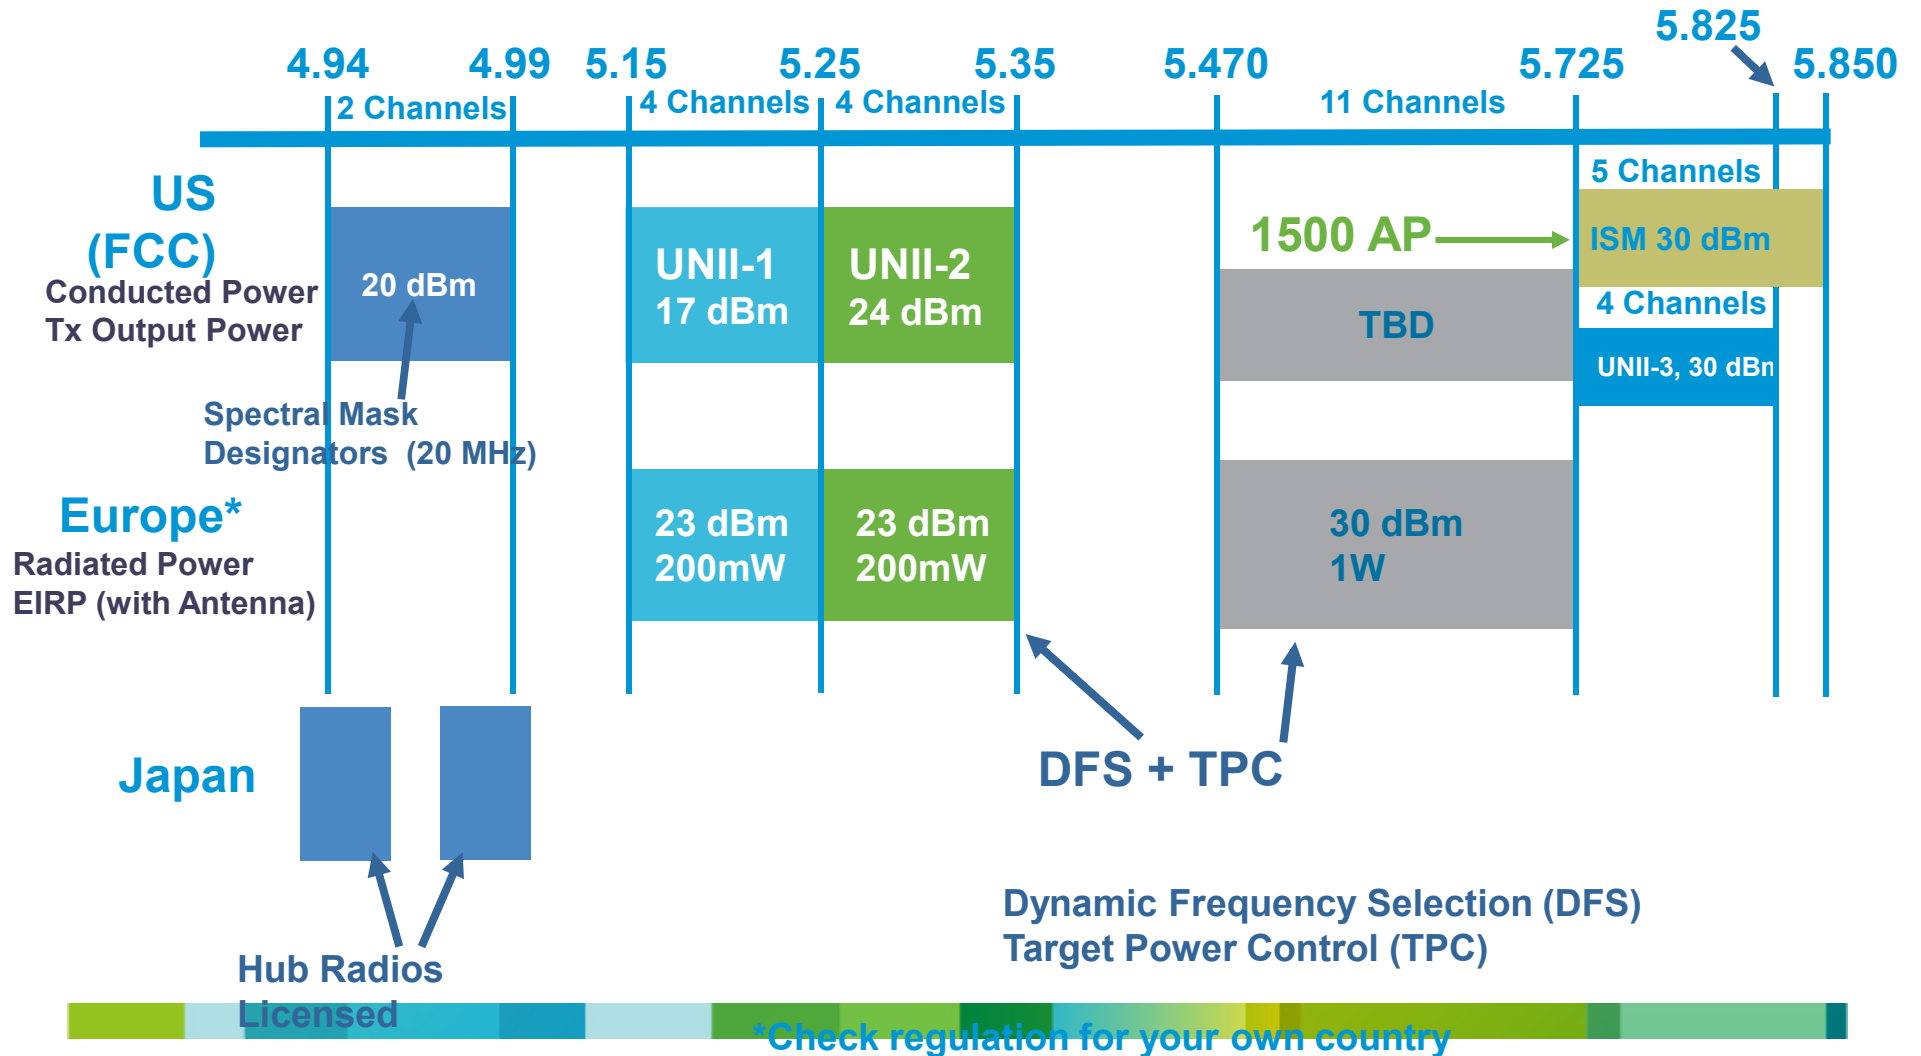 5.825
4.94 4.99 5.15 5.25 5.35 5.470 5.725 5.850
2 Channels 4 Channels 4 Channels 11 Channels
5 Channels
US
(FCC)
Conducted Power
Tx Output Power
20 dBm
UNII-1
17 dBm
UNII-2
24 dBm
1500 AP
ISM 30 dBm
TBD
4 Channels
UNII-3, 30 dBm
Spectral Mask
Designators (20 MHz)
Europe*
Radiated Power
EIRP (with Antenna)
23 dBm
200mW
23 dBm
200mW
30 dBm
1W
DFS + TPC
Japan
Hub Radios
Licensed
Dynamic Frequency Selection (DFS)
Target Power Control (TPC)
*Check regulation for your own country